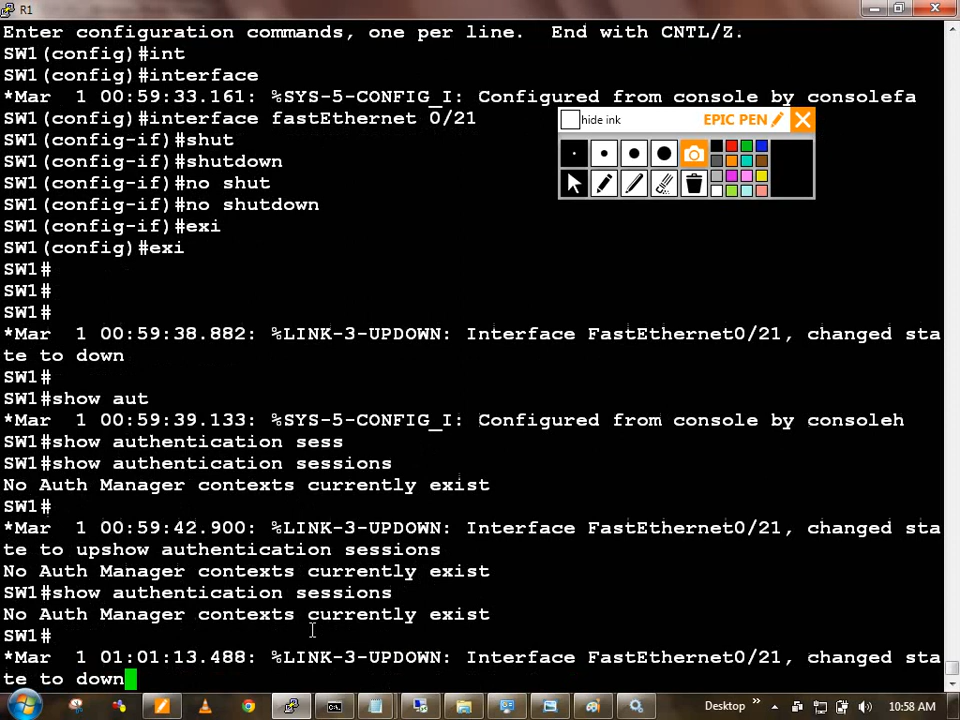 R1
Enter configuration commands, one per line.  End with CNTL/Z.
SW1(config)#int
SW1(config)#interface
*Mar  1 00:59:33.161: %SYS-5-CONFIG_I: Configured from console by consolefa
SW1(config)#interface fastEthernet 0/21
hide ink
EPIC PEN
SW1(config-if)#shut
SW1(config-if)#shutdown
SW1(config-if)#no shut
SW1(config-if)#no shutdown
SW1(config-if)#exi
SW1(config)#exi
SW1#
SW1#
SW1#
*Mar  1 00:59:38.882: %LINK-3-UPDOWN: Interface FastEthernet0/21, changed sta
te to down
SW1#
SW1#show aut
*Mar  1 00:59:39.133: %SYS-5-CONFIG_I: Configured from console by consoleh
SW1#show authentication sess
SW1#show authentication sessions
No Auth Manager contexts currently exist
SW1#
*Mar  1 00:59:42.900: %LINK-3-UPDOWN: Interface FastEthernet0/21, changed sta
te to upshow authentication sessions
No Auth Manager contexts currently exist
SW1#show authentication sessions
No Auth Manager contexts currently exist
SW1#
*Mar  1 01:01:13.488: %LINK-3-UPDOWN: Interface FastEthernet0/21, changed sta
te to down
Desktop
10:58 AM